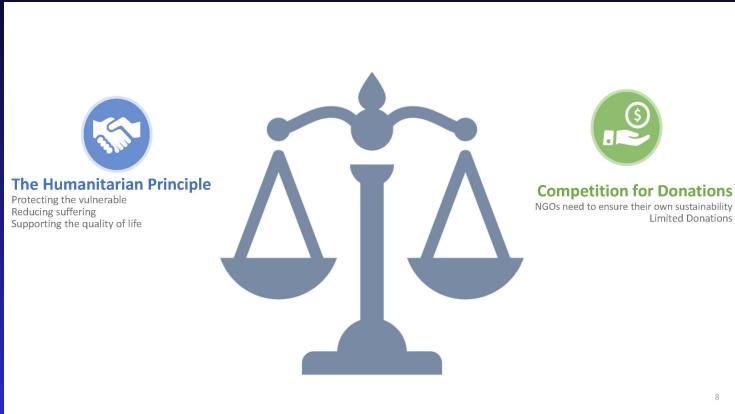 The Humanitarian Principle
Protecting the vulnerable
Reducing suffering
Supporting the quality of life
$
Competition for Donations
NGOs need to ensure their own sustainability
Limited Donations
8